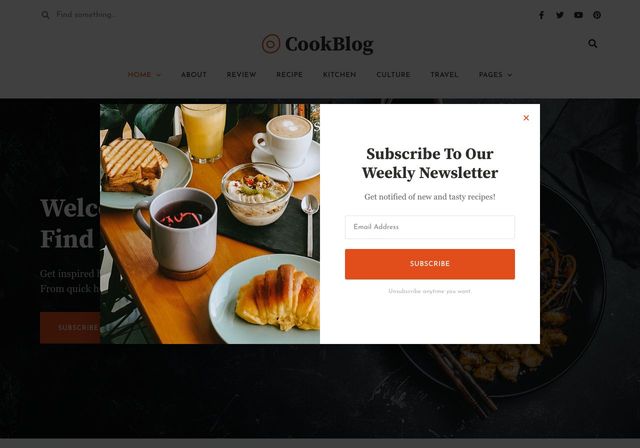 Find something...
CookBlog
HOME ABOUT REVIEW RECIPE KITCHEN CULTURE TRAVEL PAGES
Subscribe To Our
Weekly Newsletter
Get notified of new and tasty recipes!
Email Address
SUBSCRIBE
Unsubscribe anytime you want.
Find
Get inspired
From quick
SUBSCRIBE